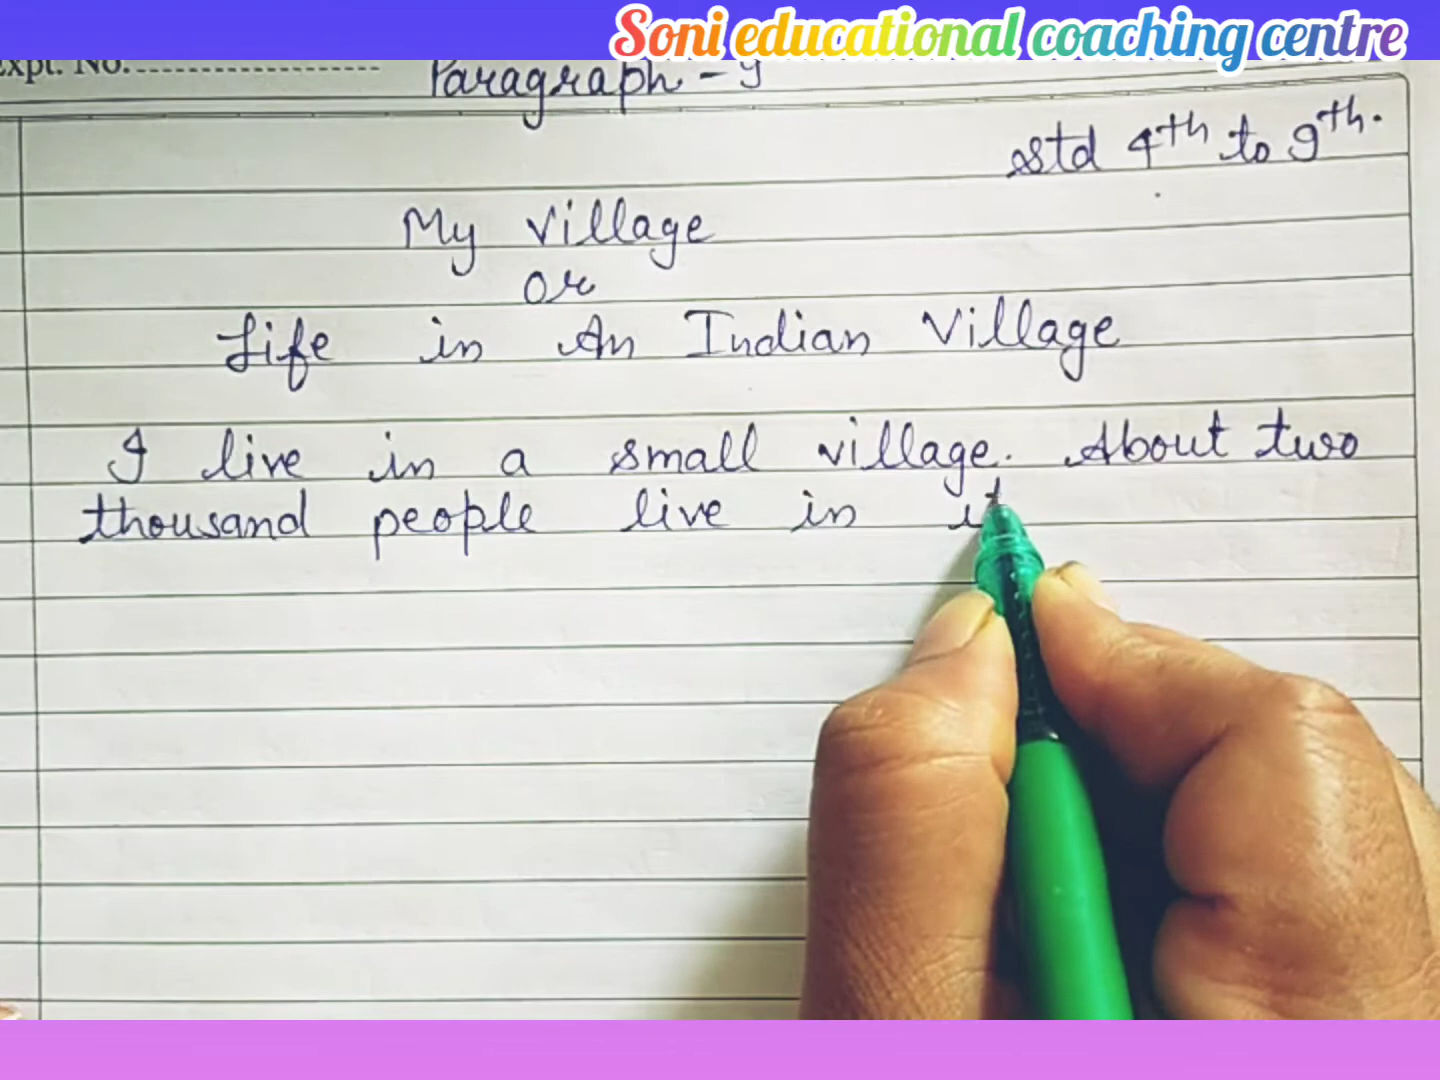 Soni educational coaching centre
Expt. No.
Paragraph - 9
std 4th to 9th.
My village
Or
Life in An Indian Village
I live in a small village. About two
thousand people live in it